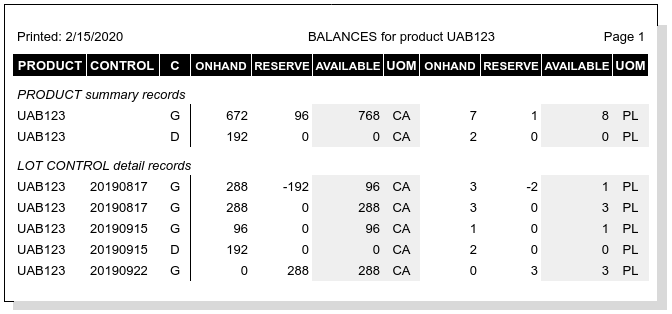 Printed: 2/15/2020 BALANCES for product UAB123 Page 1
PRODUCT CONTROL C ONHAND RESERVE AVAILABLE UOM ONHAND RESERVE AVAILABLE UOM
PRODUCT summary records
UAB123 G 672 96 768 CA 7 1 8 PL
UAB123 D 192 0 0 CA 2 0 0 PL
LOT CONTROL detail records
UAB123 20190817 G 288 -192 96 CA 3 -2 1 PL
UAB123 20190817 G 288 0 288 CA 3 0 3 PL
UAB123 20190915 G 96 0 96 CA 1 0 1 PL
UAB123 20190915 D 192 0 0 CA 2 0 0 PL
UAB123 20190922 G 0 288 288 CA 0 3 3 PL